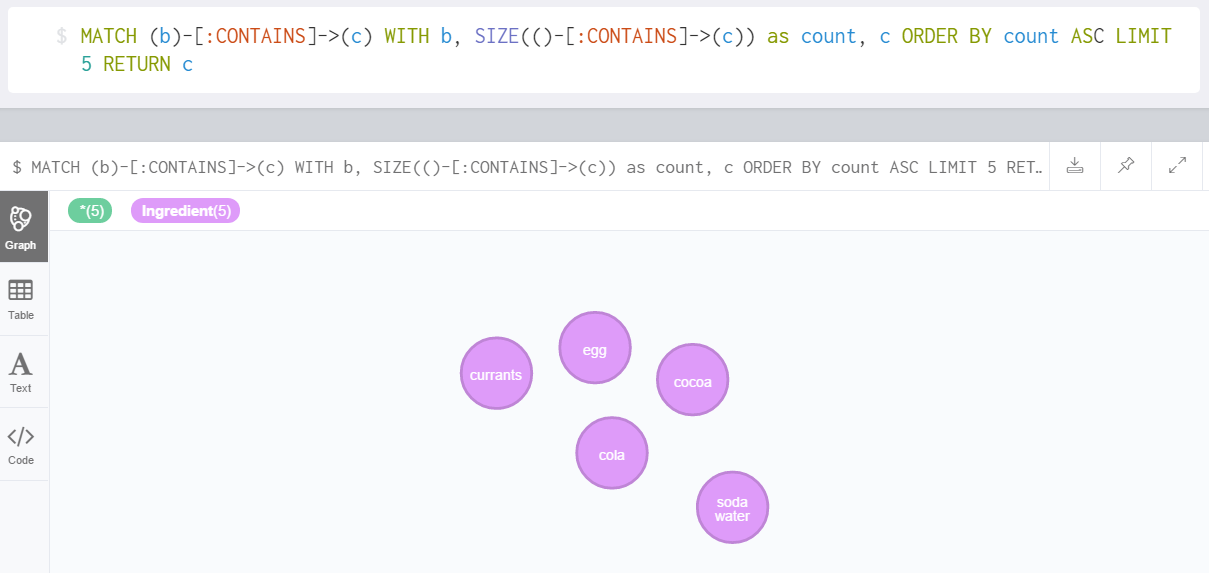 $ MATCH (b)-[:CONTAINS]->(c) WITH b, SIZE(()-[:CONTAINS]->(c)) as count, c ORDER BY count ASC LIMIT
5 RETURN c
$ MATCH (b)-[:CONTAINS]->(c) WITH b, SIZE(()-[:CONTAINS]->(c)) as count, c ORDER BY count ASC LIMIT 5 RET…
*(5) Ingredient(5)
Graph
Table
A
Text
</>
Code
egg
currants
cocoa
cola
soda
water